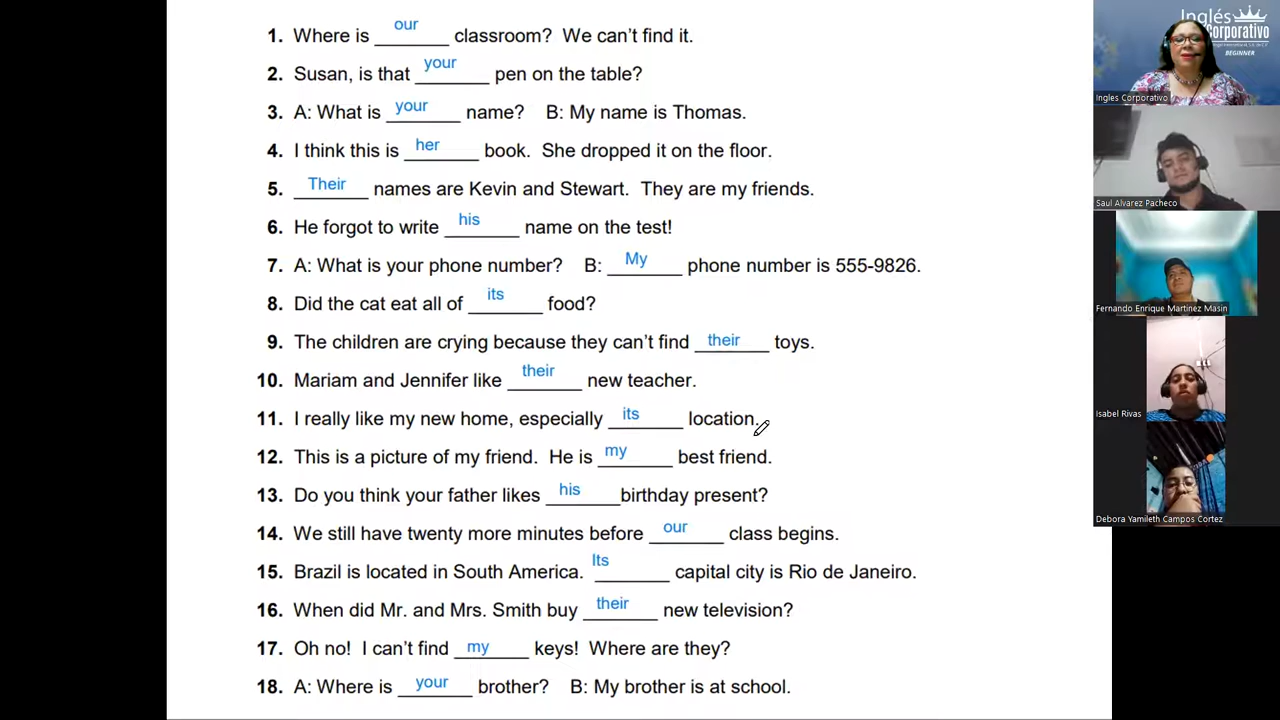 1. Where is our classroom? We can't find it.
2. Susan, is that your pen on the table?
3. A: What is your name? B: My name is Thomas.
4. I think this is her book. She dropped it on the floor.
5. Their names are Kevin and Stewart. They are my friends.
6. He forgot to write his name on the test!
7. A: What is your phone number? B: My phone number is 555-9826.
8. Did the cat eat all of its food?
9. The children are crying because they can't find their toys.
10. Mariam and Jennifer like their new teacher.
11. I really like my new home, especially its location.
12. This is a picture of my friend. He is my best friend.
13. Do you think your father likes his birthday present?
14. We still have twenty more minutes before our class begins.
15. Brazil is located in South America. Its capital city is Rio de Janeiro.
16. When did Mr. and Mrs. Smith buy their new television?
17. Oh no! I can't find my keys! Where are they?
18. A: Where is your brother? B: My brother is at school.
Inglés
Corporativo
BEGINNER
Ingles Corporativo
Saul Alvarez Pacheco
Fernando Enrique Martinez Masin
Isabel Rivas
Debora Yamileth Campos Cortez